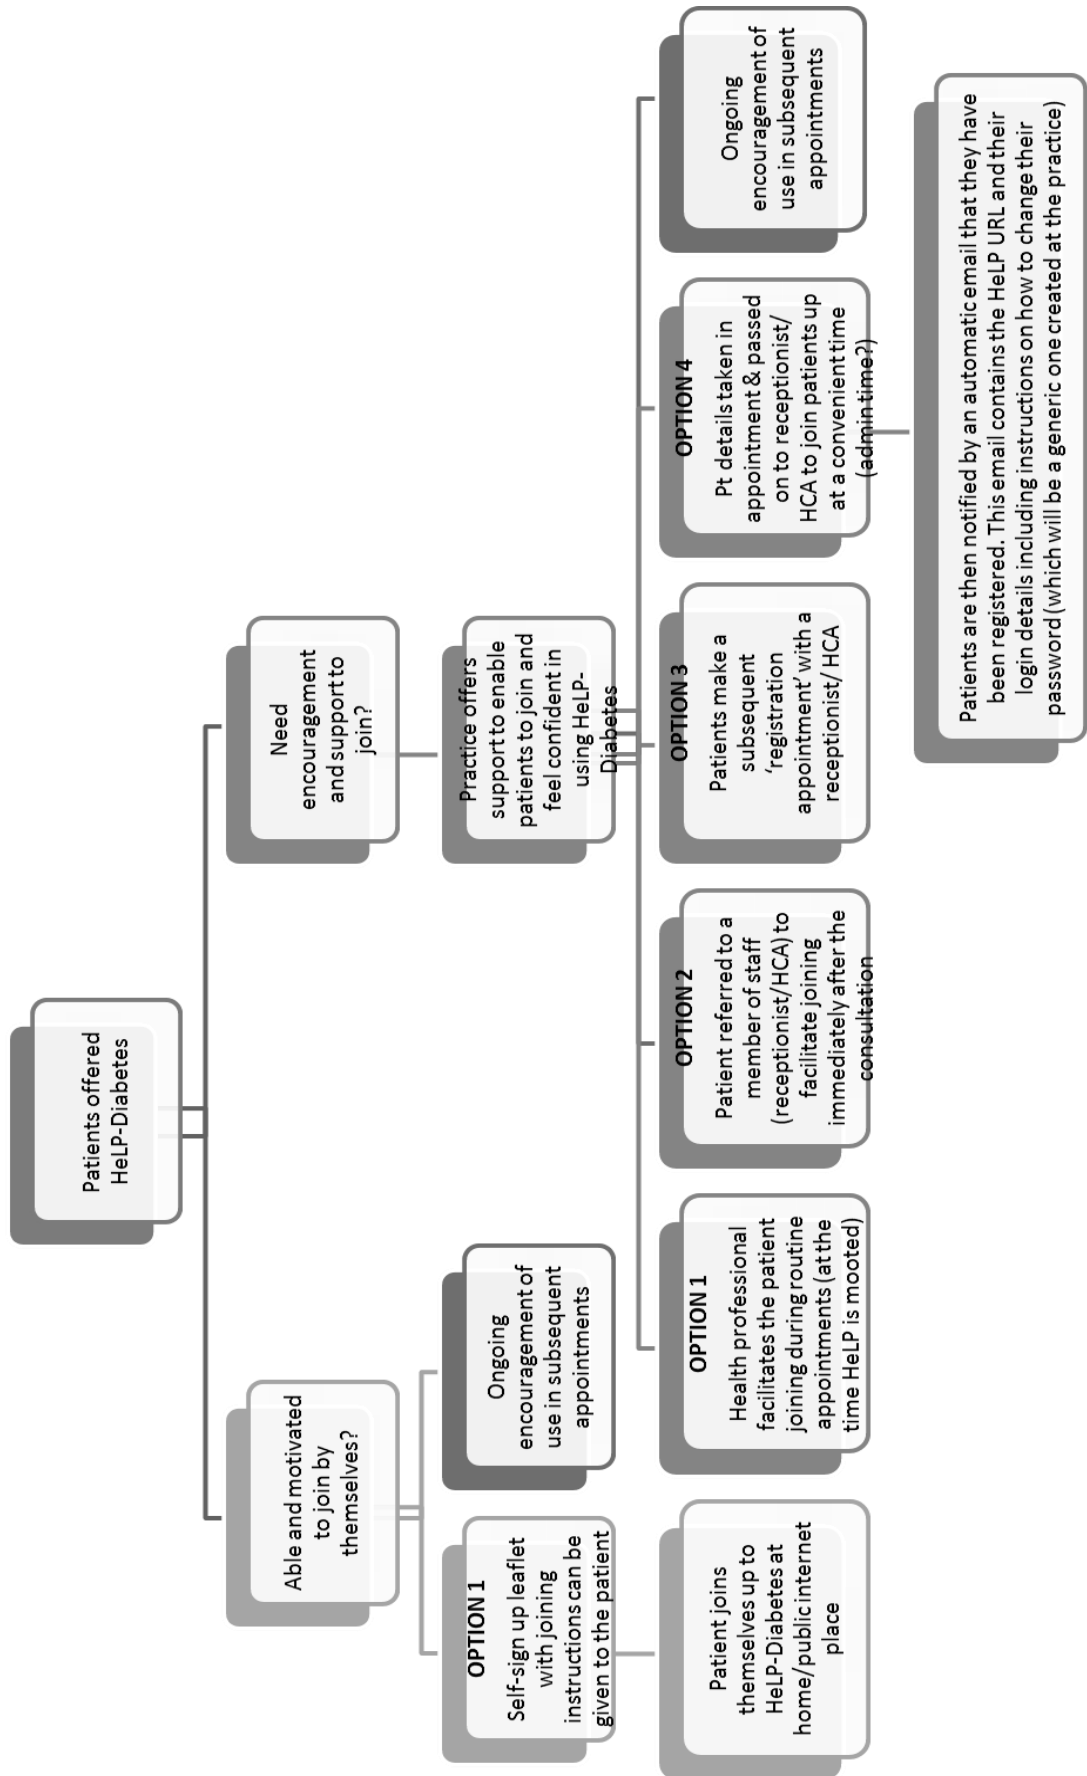 Patients offered
HeLP-Diabetes
Able and motivated
to join by
themselves?
Need
encouragement
and support to
join?
OPTION 1
Self-sign up leaflet
with joining
instructions can be
given to the patient
Ongoing
encouragement of
use in subsequent
appointments
Practice offers
support to enable
patients to join and
feel confident in
using HeLP-
Diabetes
Patient joins
themselves up to
HeLP-Diabetes at
home/public internet
place
OPTION 1
Health professional
facilitates the patient
joining during routine
appointments (at the
time HeLP is mooted)
OPTION 2
Patient referred to a
member of staff
(receptionist/HCA) to
facilitate joining
immediately after the
consultation
OPTION 3
Patients make a
subsequent
‘registration
appointment’ with a
receptionist/ HCA
OPTION 4
Pt details taken in
appointment & passed
on to receptionist/
HCA to join patients up
at a convenient time
(admin time?)
Ongoing
encouragement of
use in subsequent
appointments
Patients are then notified by an automatic email that they have
been registered. This email contains the HeLP URL and their
login details including instructions on how to change their
password (which will be a generic one created at the practice)